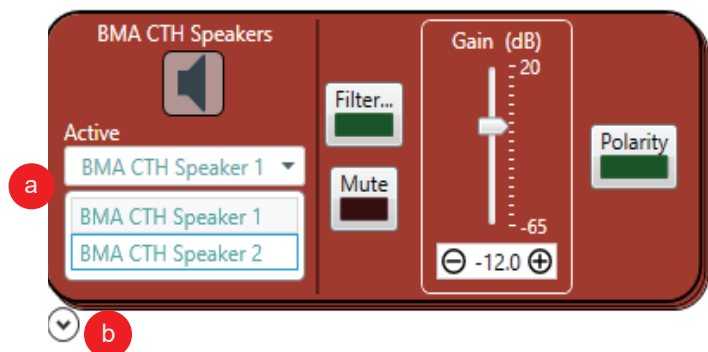 BMA CTH Speakers
Active
BMA CTH Speaker 1
BMA CTH Speaker 1
BMA CTH Speaker 2
Filter...
Mute
Gain (dB)
20
-65
-12.0
Polarity
a
b